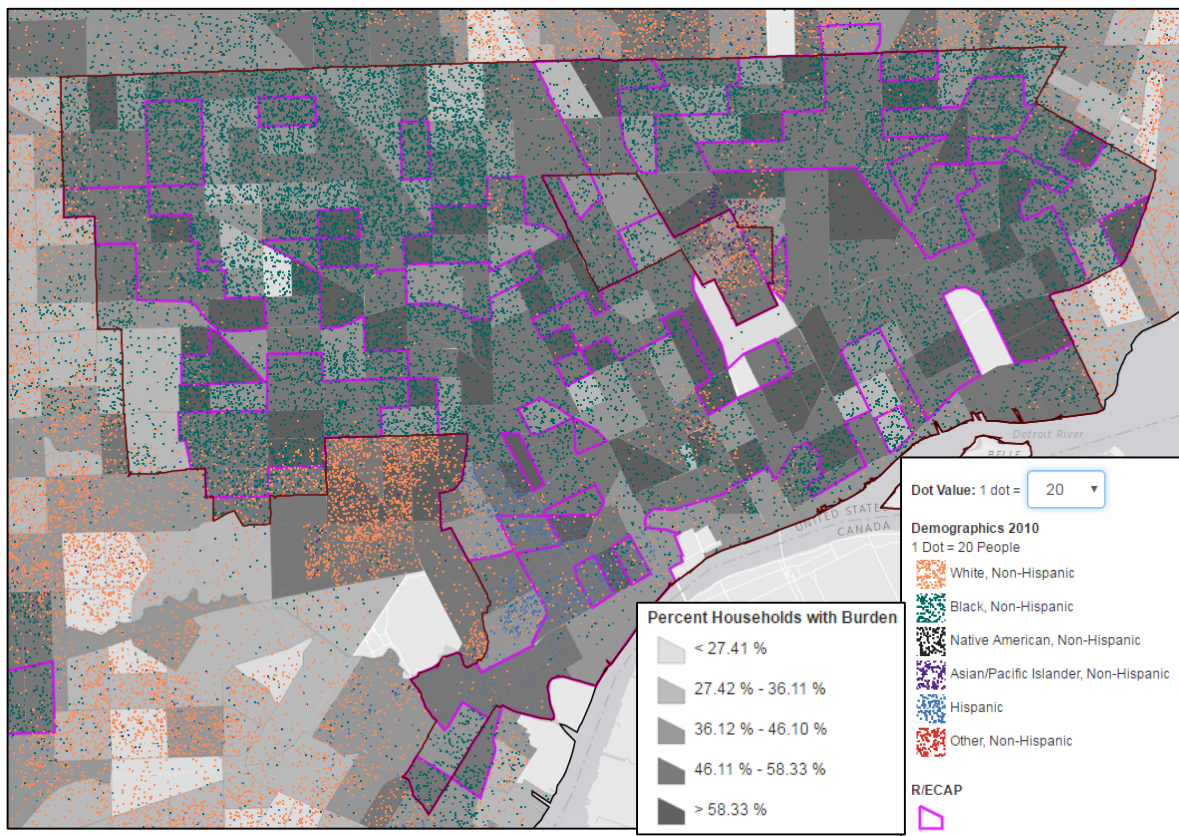 Detroit River
BELLE
UNITED STATES
CANADA
Percent Households with Burden
< 27.41 %
27.42 % - 36.11 %
36.12 % - 46.10 %
46.11 % - 58.33 %
> 58.33 %
Dot Value: 1 dot = 20
Demographics 2010
1 Dot = 20 People
White, Non-Hispanic
Black, Non-Hispanic
Native American, Non-Hispanic
Asian/Pacific Islander, Non-Hispanic
Hispanic
Other, Non-Hispanic
R/ECAP